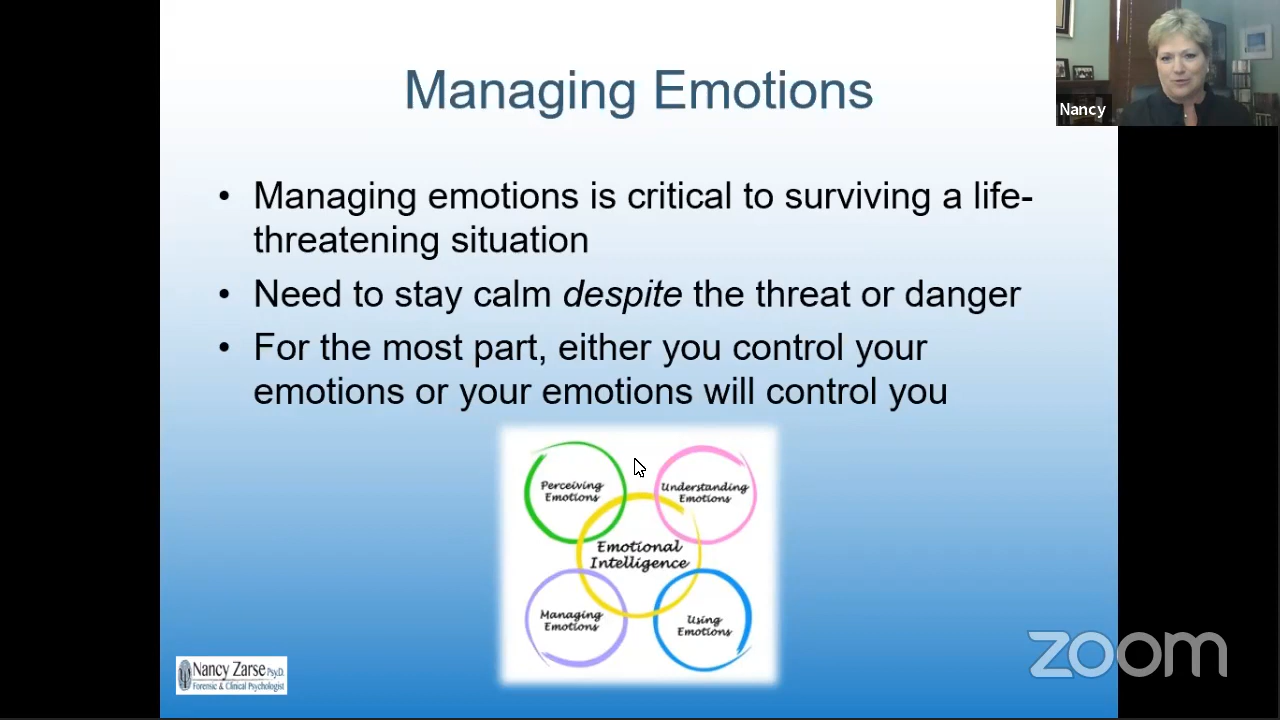 Managing Emotions
Nancy
• Managing emotions is critical to surviving a life-
threatening situation
• Need to stay calm despite the threat or danger
• For the most part, either you control your
emotions or your emotions will control you
Perceiving
Emotions
Understanding
Emotions
Emotional
Intelligence
Managing
Emotions
Using
Emotions
Nancy Zarse Psy.D.
Forensic & Clinical Psychologist
zoom